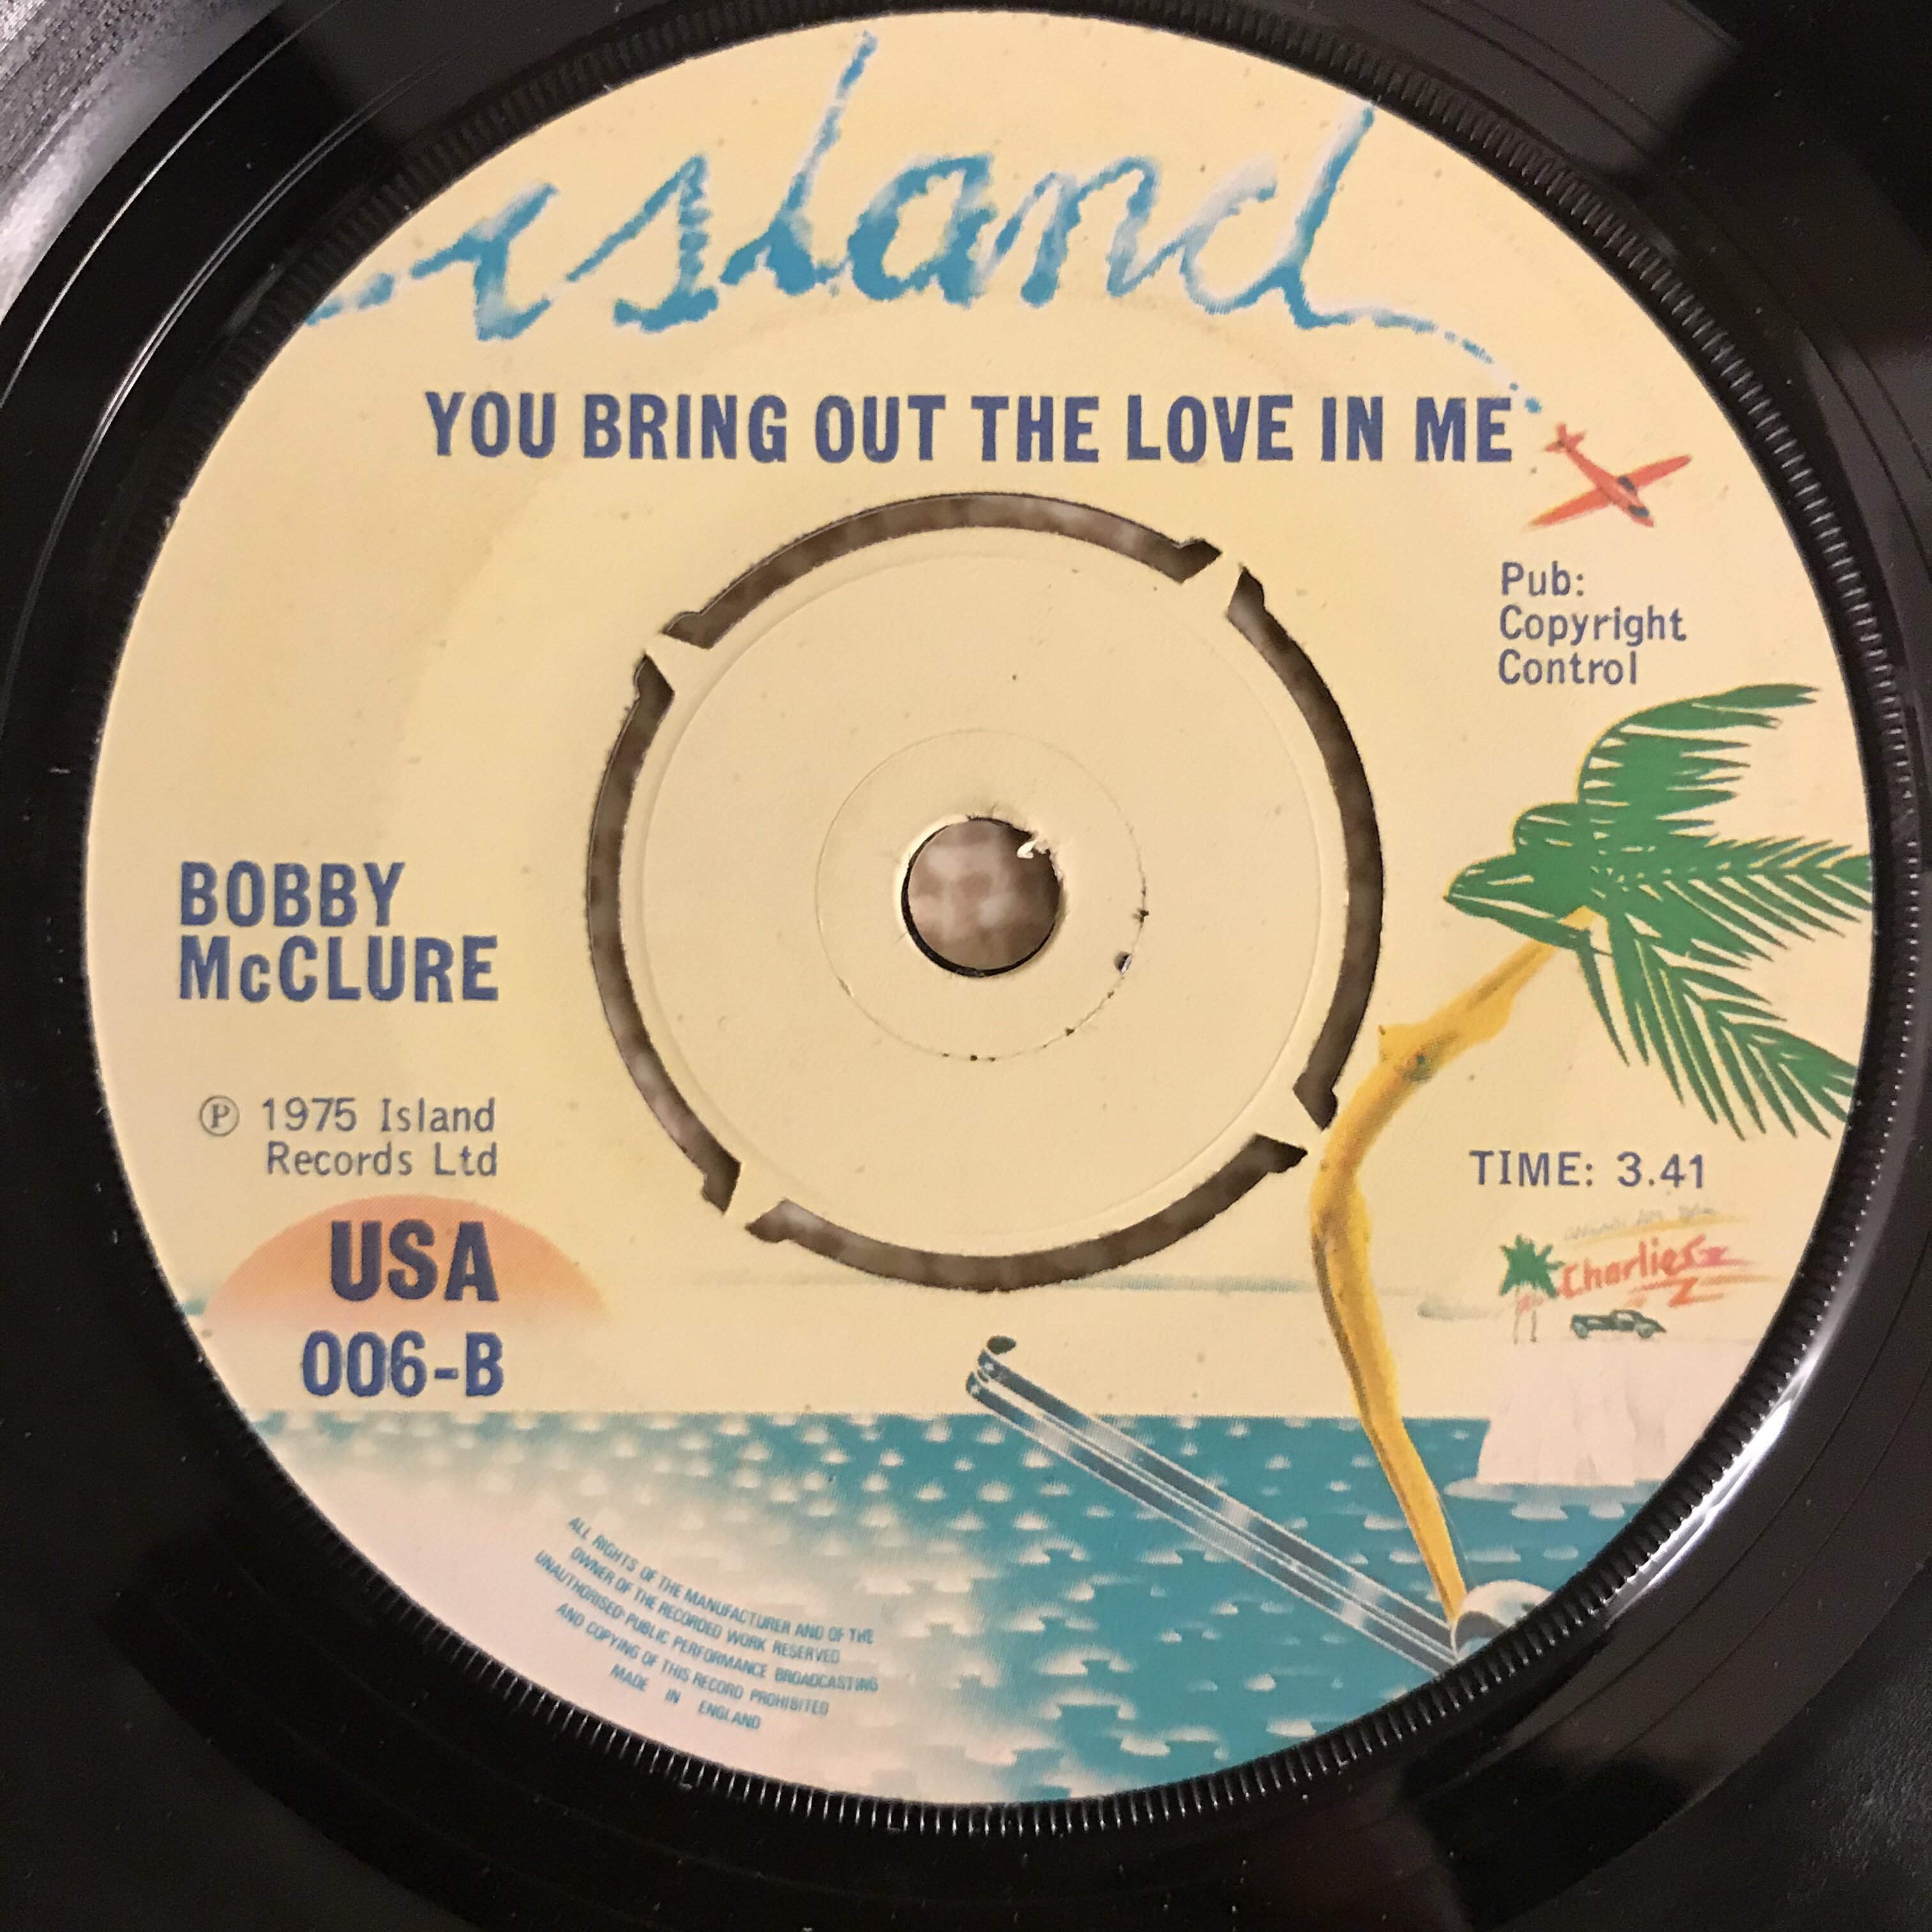 island
YOU BRING OUT THE LOVE IN ME
Pub:
Copyright
Control
BOBBY
McCLURE
℗ 1975 Island
Records Ltd
USA
006-B
TIME: 3.41
Charlies
ALL RIGHTS OF THE MANUFACTURER AND OF THE
OWNER OF THE RECORDED WORK RESERVED
UNAUTHORISED PUBLIC PERFORMANCE BROADCASTING
AND COPYING OF THIS RECORD PROHIBITED
MADE IN ENGLAND